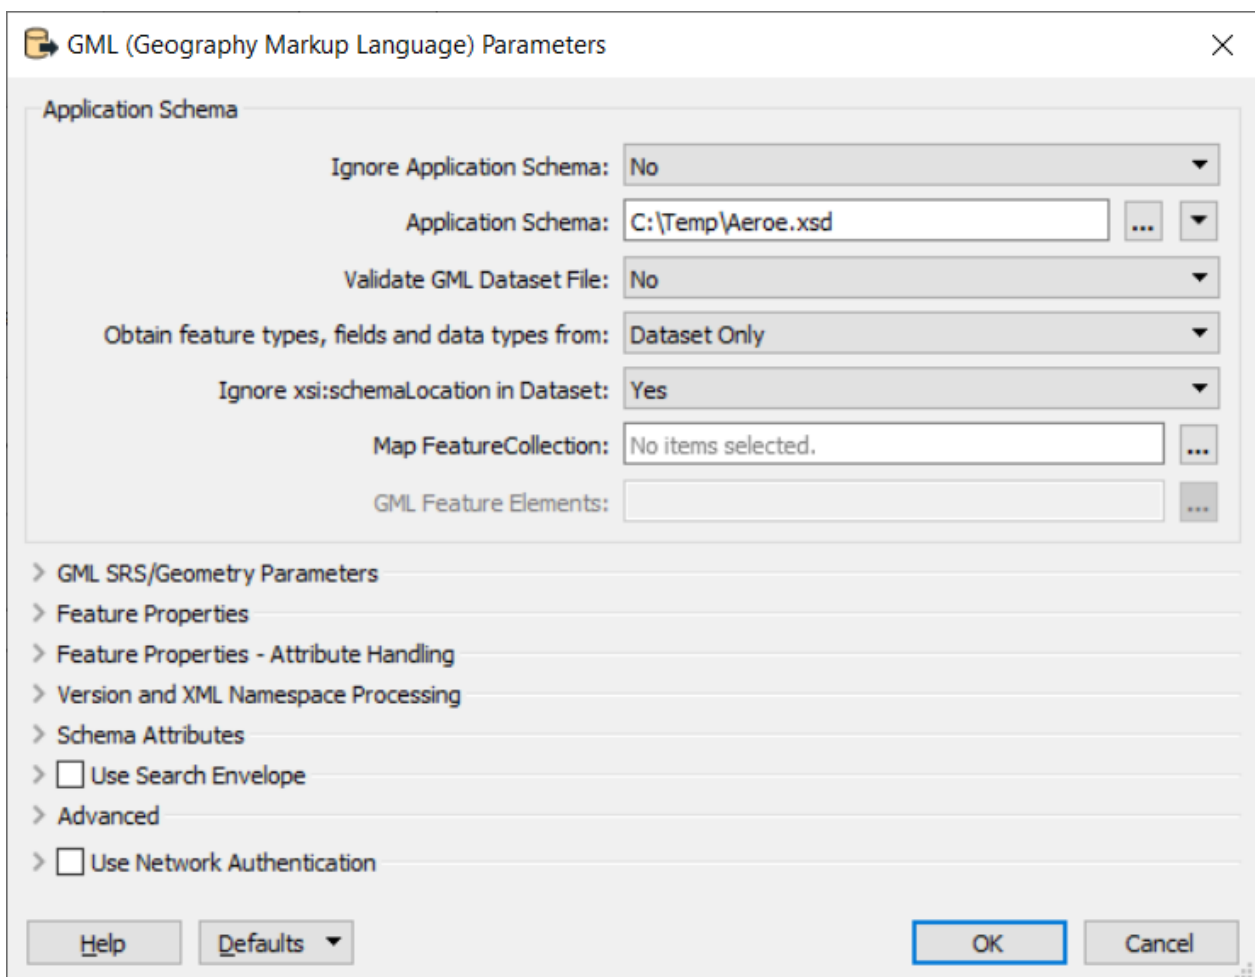 GML (Geography Markup Language) Parameters
Application Schema
Ignore Application Schema: No
Application Schema: C:\Temp\Aeroe.xsd ...
Validate GML Dataset File: No
Obtain feature types, fields and data types from: Dataset Only
Ignore xsi:schemaLocation in Dataset: Yes
Map FeatureCollection: No items selected. ...
GML Feature Elements: ...
GML SRS/Geometry Parameters
Feature Properties
Feature Properties - Attribute Handling
Version and XML Namespace Processing
Schema Attributes
Use Search Envelope
Advanced
Use Network Authentication
Help Defaults OK Cancel